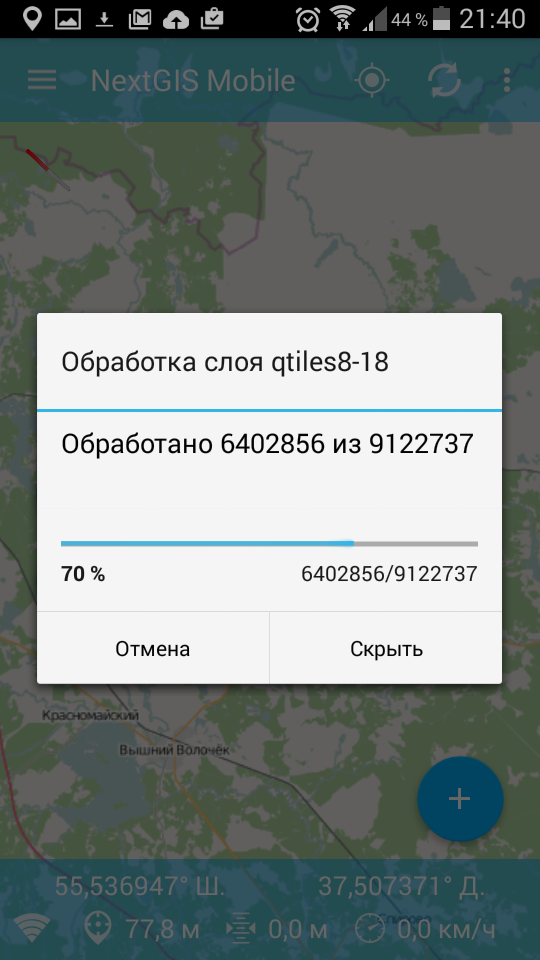 44 % 21:40
NextGIS Mobile
Обработка слоя qtiles8-18
Обработано 6402856 из 9122737
70 % 6402856/9122737
Отмена Скрыть
Красномайский
Вышний Волочёк
+
55,536947° Ш. 37,507371° Д.
77,8 м 0,0 м 0,0 км/ч